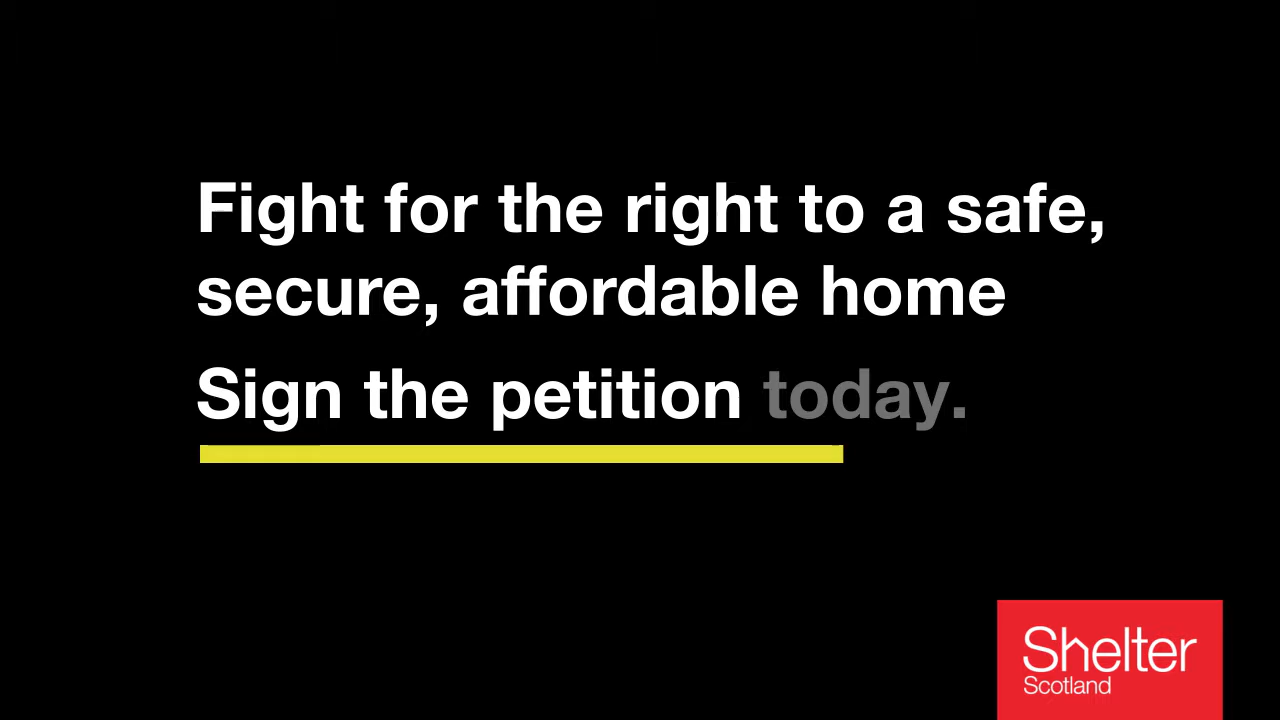 Fight for the right to a safe,
secure, affordable home
Sign the petition today.
Shelter
Scotland